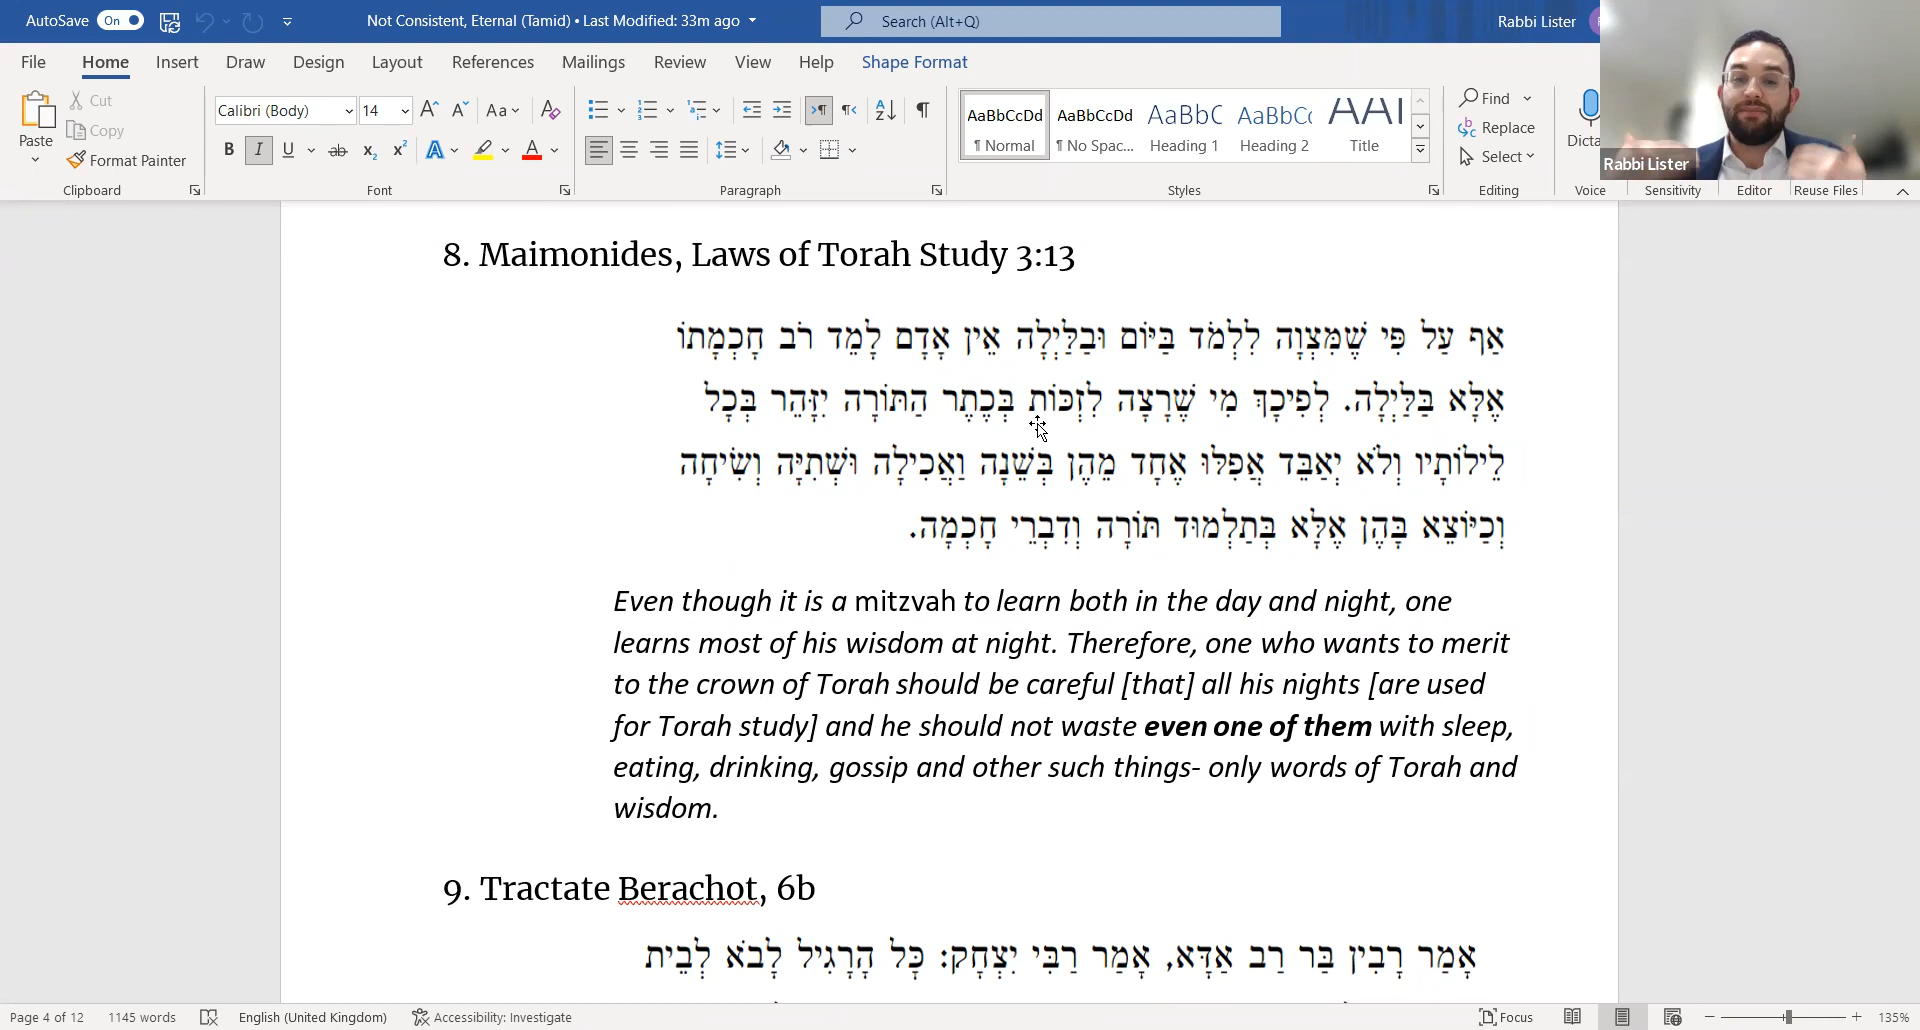 AutoSave On Not Consistent, Eternal (Tamid) • Last Modified: 33m ago Search (Alt+Q) Rabbi Lister
File Home Insert Draw Design Layout References Mailings Review View Help Shape Format
Calibri (Body) 14 Aa
Paste Cut Copy Format Painter
B I U ab x₂ x² A A
AaBbCcDd AaBbCcDd AaBbC AaBbCc AAI
¶ Normal ¶ No Spac... Heading 1 Heading 2 Title
Find Replace Select
Dicta
Rabbi Lister
Clipboard Font Paragraph Styles Editing Voice Sensitivity Editor Reuse Files
8. Maimonides, Laws of Torah Study 3:13
אַף עַל פִּי שֶׁמִּצְוָה לִלְמֹד בַּיּוֹם וּבַלַּיְלָה אֵין אָדָם לָמֵד רֹב חָכְמָתוֹ
אֶלָּא בַּלַּיְלָה. לְפִיכָךְ מִי שֶׁרָצָה לִזְכּוֹת בְּכֶתֶר הַתּוֹרָה יִזָּהֵר בְּכָל
לֵילוֹתָיו וְלֹא יְאַבֵּד אֲפִלּוּ אֶחָד מֵהֶן בְּשֵׁנָה וַאֲכִילָה וּשְׁתִיָּה וְשִׂיחָה
וְכַיּוֹצֵא בָּהֶן אֶלָּא בְּתַלְמוּד תּוֹרָה וְדִבְרֵי חָכְמָה.
Even though it is a mitzvah to learn both in the day and night, one
learns most of his wisdom at night. Therefore, one who wants to merit
to the crown of Torah should be careful [that] all his nights [are used
for Torah study] and he should not waste even one of them with sleep,
eating, drinking, gossip and other such things- only words of Torah and
wisdom.
9. Tractate Berachot, 6b
אָמַר רָבִין בַּר רַב אַדָּא, אָמַר רַבִּי יִצְחָק: כָּל הָרָגִיל לָבֹא לְבֵית
Page 4 of 12 1145 words English (United Kingdom) Accessibility: Investigate Focus 135%